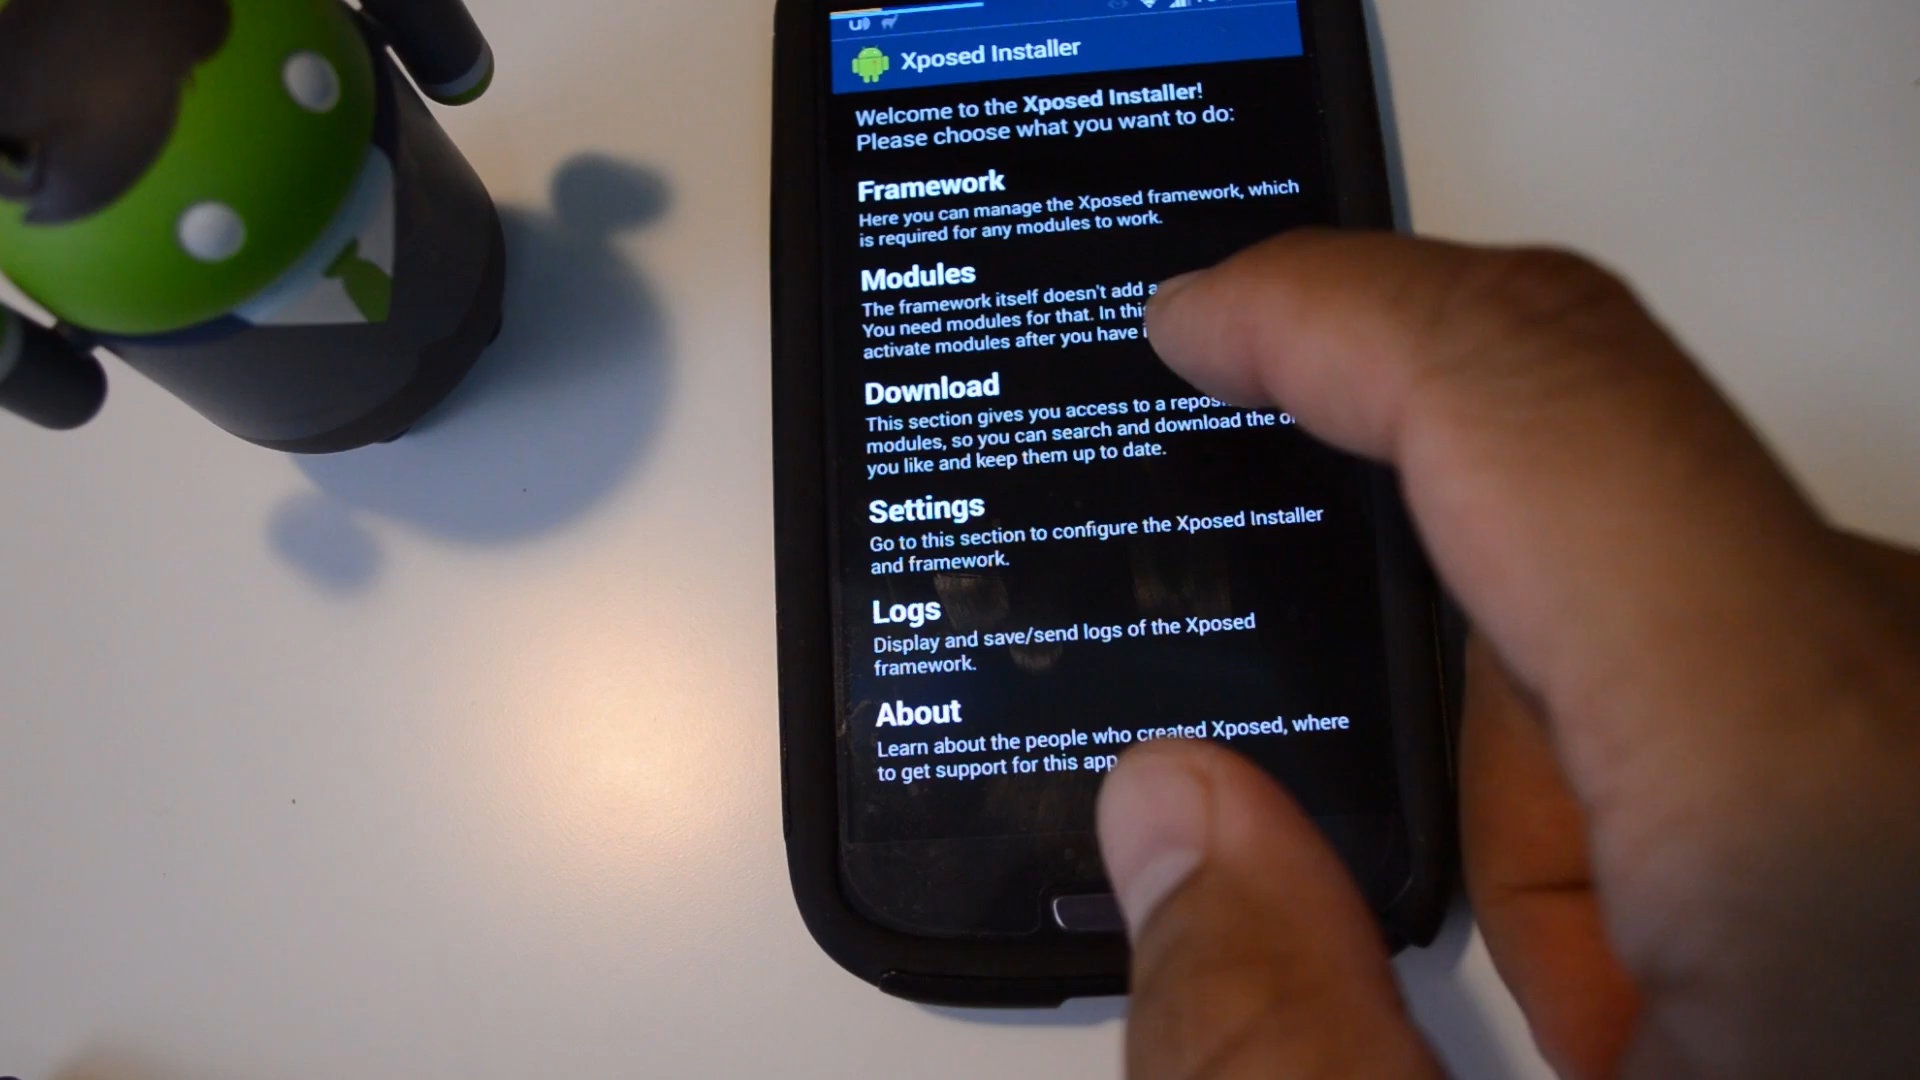 Xposed Installer
Welcome to the Xposed Installer!
Please choose what you want to do:
Framework
Here you can manage the Xposed framework, which
is required for any modules to work.
Modules
The framework itself doesn't add
You need modules for that. In this
activate modules after you have
Download
This section gives you access to a
modules, so you can search and download the
you like and keep them up to date.
Settings
Go to this section to configure the Xposed Installer
and framework.
Logs
Display and save/send logs of the Xposed
framework.
About
Learn about the people who created Xposed, where
to get support for this app